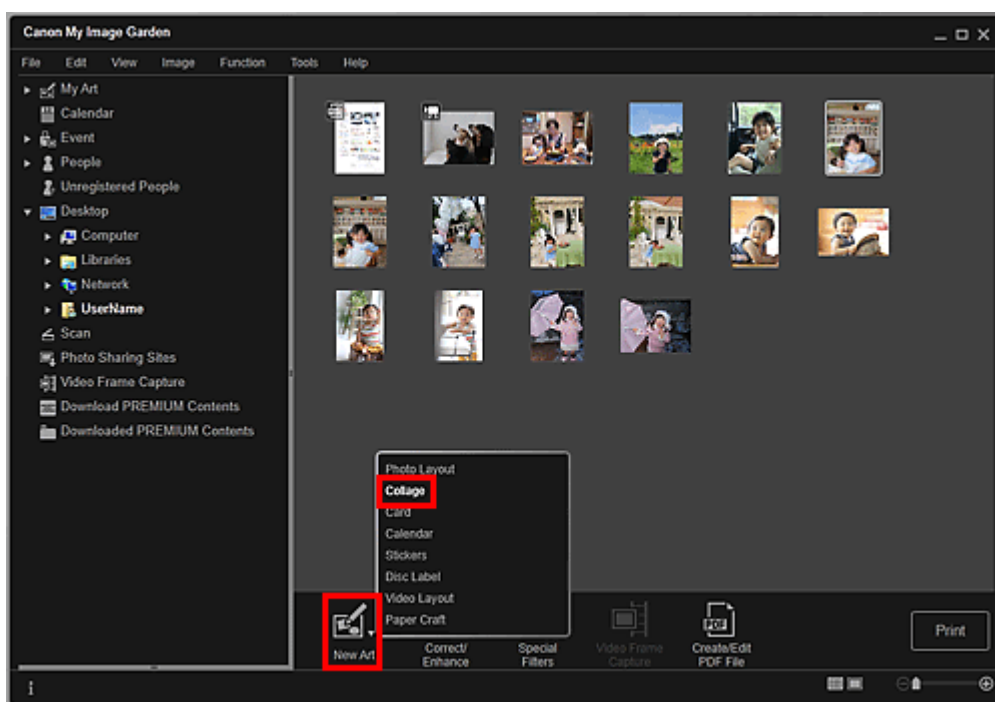 Canon My Image Garden
File Edit View Image Function Tools Help
My Art
Calendar
Event
People
Unregistered People
Desktop
Computer
Libraries
Network
UserName
Scan
Photo Sharing Sites
Video Frame Capture
Download PREMIUM Contents
Downloaded PREMIUM Contents
Photo Layout
Collage
Card
Calendar
Stickers
Disc Label
Video Layout
Paper Craft
New Art
Correct/
Enhance
Special
Filters
Video Frame
Capture
PDF
Create/Edit
PDF File
Print